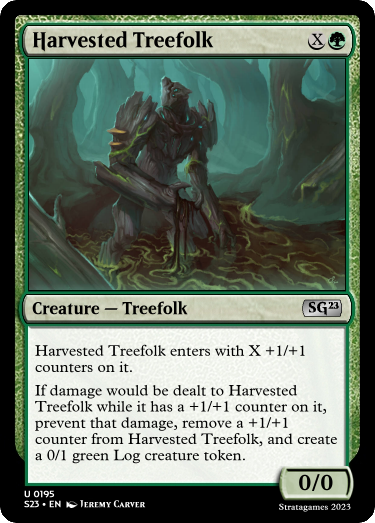 Harvested Treefolk X
Creature — Treefolk SG23
Harvested Treefolk enters with X +1/+1
counters on it.
If damage would be dealt to Harvested
Treefolk while it has a +1/+1 counter on it,
prevent that damage, remove a +1/+1
counter from Harvested Treefolk, and create
a 0/1 green Log creature token.
0/0
U 0195
S23 • EN Jeremy Carver
Stratagames 2023